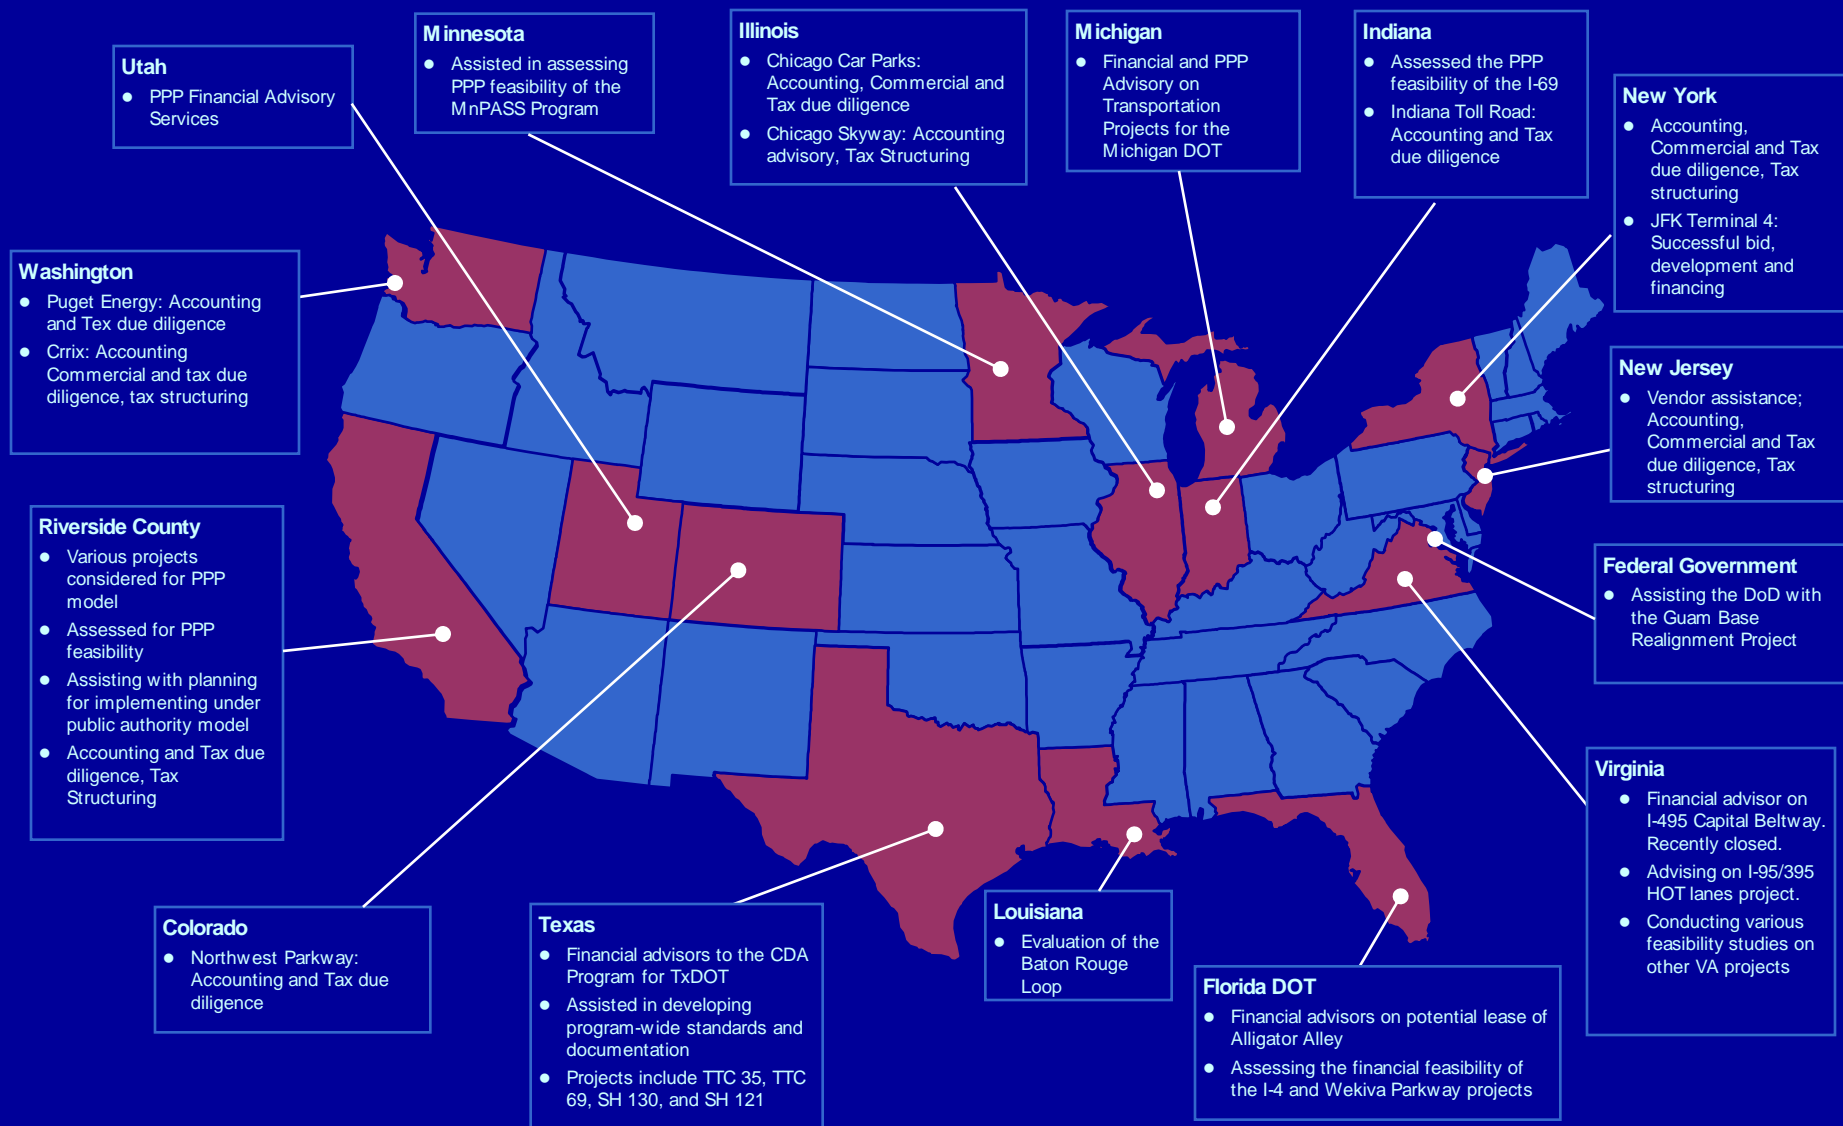 Utah
PPP Financial Advisory
Services
Minnesota
Assisted in assessing
PPP feasibility of the
MnPASS Program
Illinois
Chicago Car Parks:
Accounting, Commercial and
Tax due diligence
Chicago Skyway: Accounting
advisory, Tax Structuring
Michigan
Financial and PPP
Advisory on
Transportation
Projects for the
Michigan DOT
Indiana
Assessed the PPP
feasibility of the I-69
Indiana Toll Road:
Accounting and Tax
due diligence
New York
Accounting,
Commercial and Tax
due diligence, Tax
structuring
JFK Terminal 4:
Successful bid,
development and
financing
Washington
Puget Energy: Accounting
and Tex due diligence
Crrix: Accounting
Commercial and tax due
diligence, tax structuring
New Jersey
Vendor assistance;
Accounting,
Commercial and Tax
due diligence, Tax
structuring
Riverside County
Various projects
considered for PPP
model
Assessed for PPP
feasibility
Assisting with planning
for implementing under
public authority model
Accounting and Tax due
diligence, Tax
Structuring
Federal Government
Assisting the DoD with
the Guam Base
Realignment Project
Virginia
Financial advisor on
I-495 Capital Beltway.
Recently closed.
Advising on I-95/395
HOT lanes project.
Conducting various
feasibility studies on
other VA projects
Colorado
Northwest Parkway:
Accounting and Tax due
diligence
Texas
Financial advisors to the CDA
Program for TxDOT
Assisted in developing
program-wide standards and
documentation
Projects include TTC 35, TTC
69, SH 130, and SH 121
Louisiana
Evaluation of the
Baton Rouge
Loop
Florida DOT
Financial advisors on potential lease of
Alligator Alley
Assessing the financial feasibility of
the I-4 and Wekiva Parkway projects